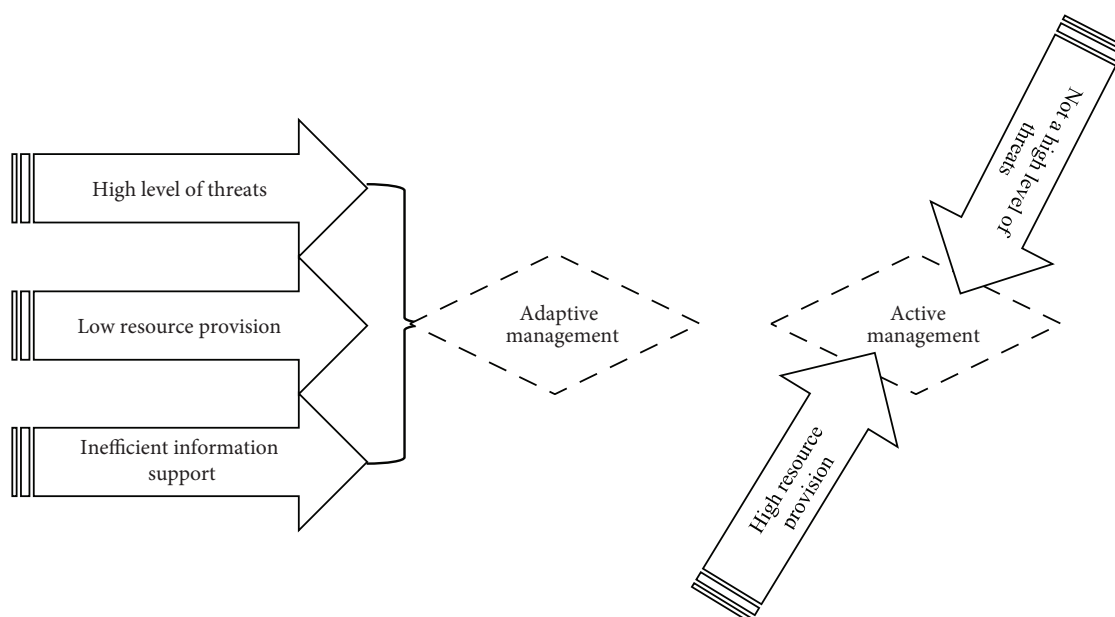 High level of threats
Low resource provision
Inefficient information
support
Adaptive
management
Active
management
Not a high level of
threats
High resource
provision